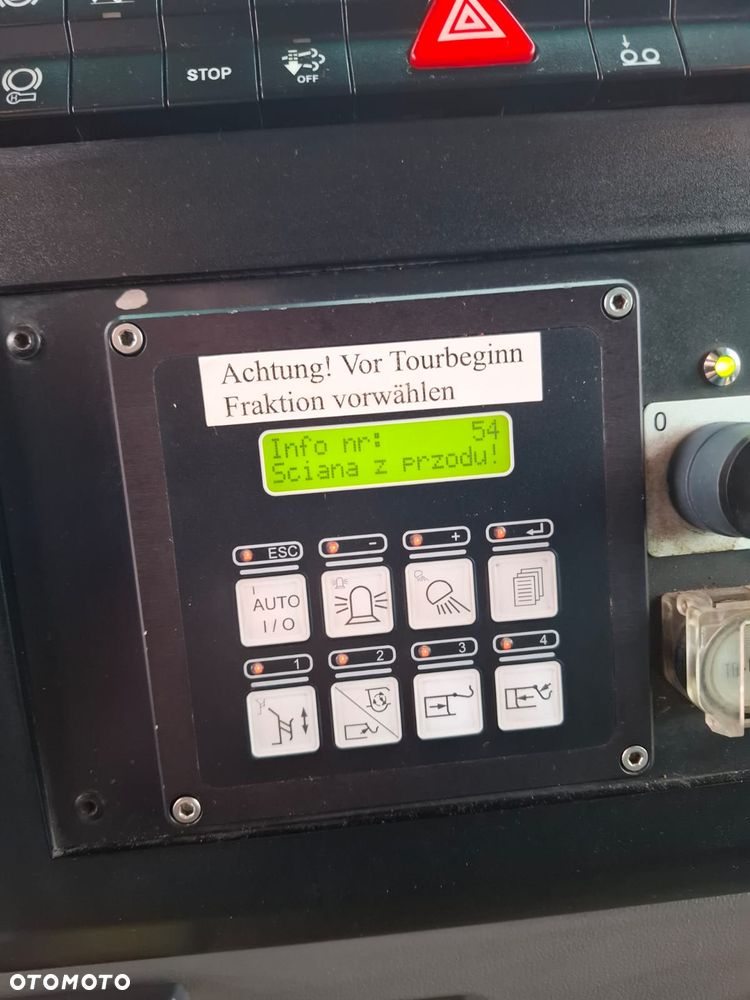 STOP
OFF
Achtung! Vor Tourbeginn
Fraktion vorwählen
Info nr: 54
Sciana z przodu!
ESC
-
+
I
AUTO
I / O
1
2
3
4
0
OTOMOTO